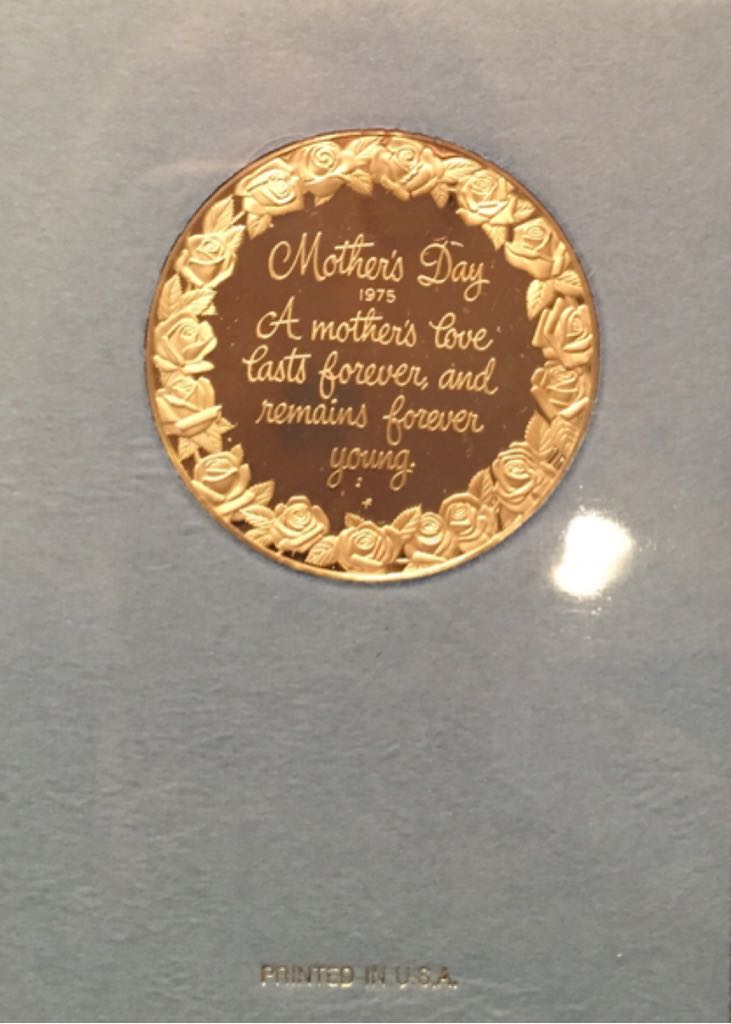 Mother's Day
1975
A mother's love
lasts forever, and
remains forever
young.
PRINTED IN U.S.A.